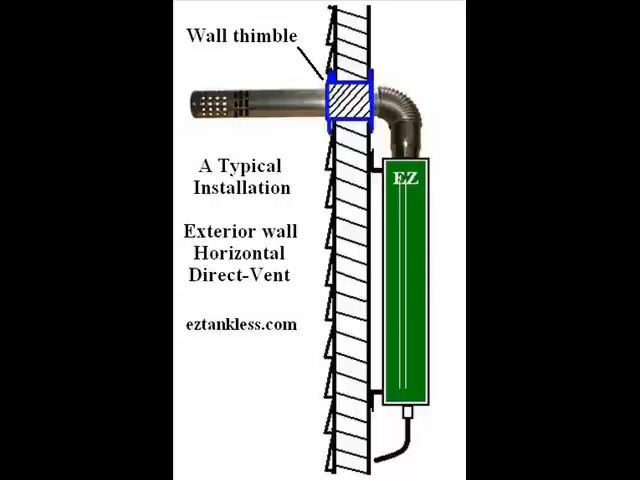 Wall thimble
A Typical
Installation
EZ
Exterior wall
Horizontal
Direct-Vent
eztankless.com